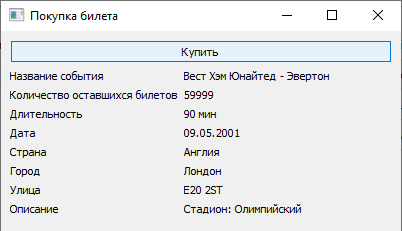 Покупка билета
Купить
Название события Вест Хэм Юнайтед - Эвертон
Количество оставшихся билетов 59999
Длительность 90 мин
Дата 09.05.2001
Страна Англия
Город Лондон
Улица E20 2ST
Описание Стадион: Олимпийский